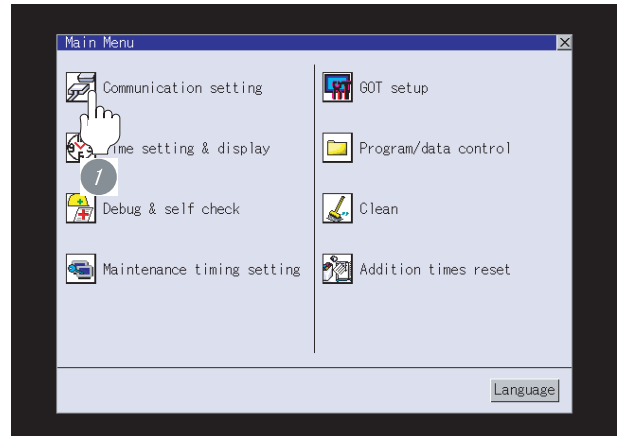 Main Menu
Communication setting
ime setting & display
Debug & self check
Maintenance timing setting
GOT setup
Program/data control
Clean
Addition times reset
Language
1